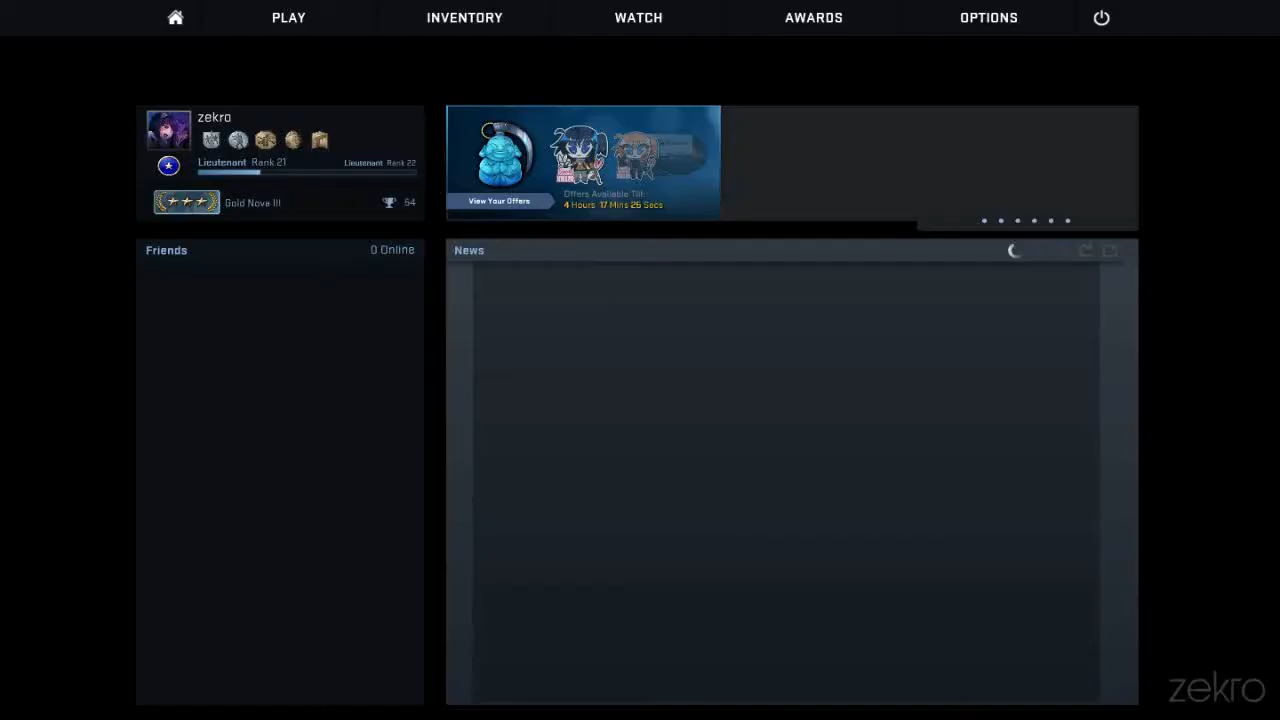 PLAY
INVENTORY
WATCH
AWARDS
OPTIONS
zekro
Lieutenant Rank 21
Lieutenant Rank 22
Gold Nova III
54
View Your Offers
Offers Available Till:
4 Hours 17 Mins 25 Secs
Friends
0 Online
News
zekro